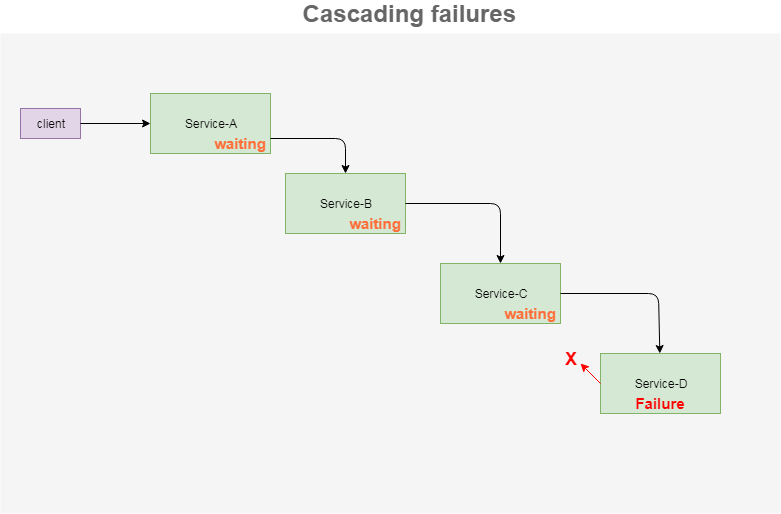 Cascading failures
client
Service-A
waiting
Service-B
waiting
Service-C
waiting
X
Service-D
Failure